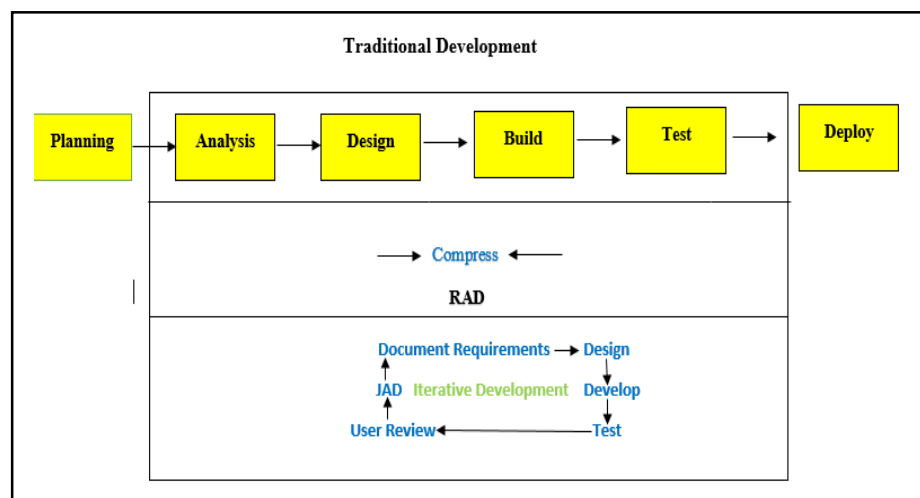 Traditional Development
Planning Analysis Design Build Test Deploy
Compress
RAD
Document Requirements Design
JAD Iterative Development Develop
User Review Test